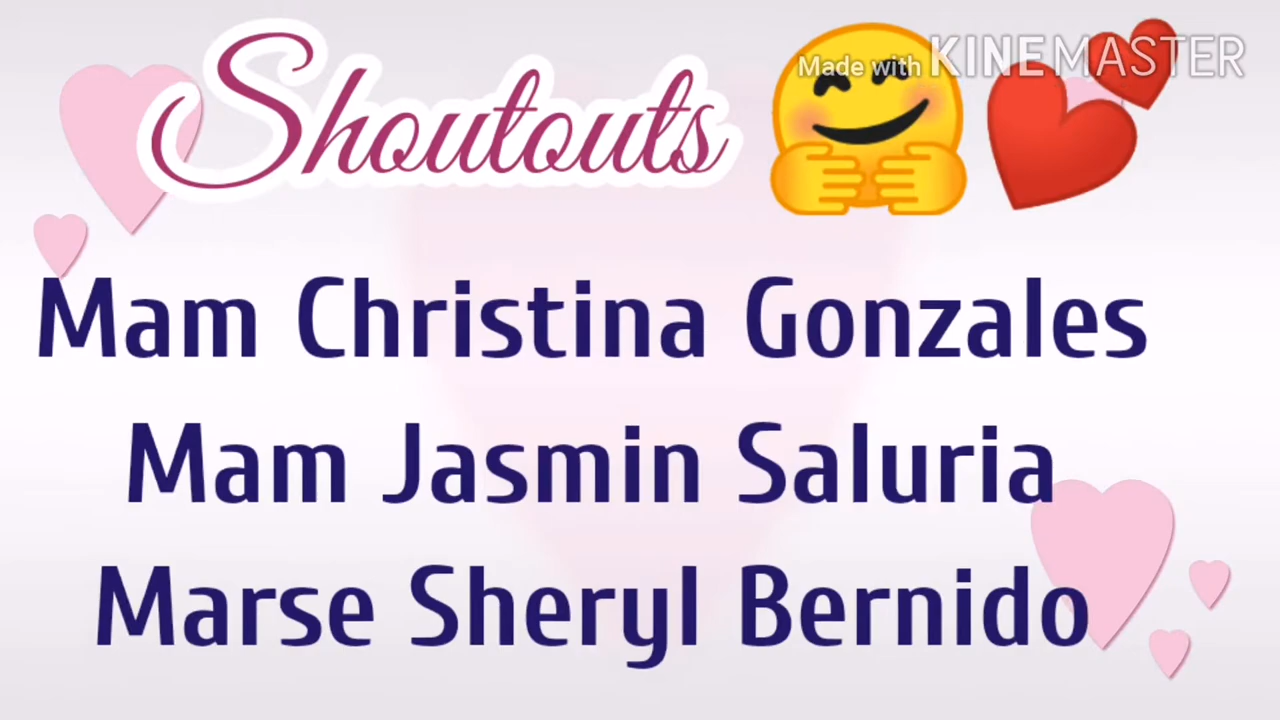 Shoutouts
Made with KINEMASTER
Mam Christina Gonzales
Mam Jasmin Saluria
Marse Sheryl Bernido